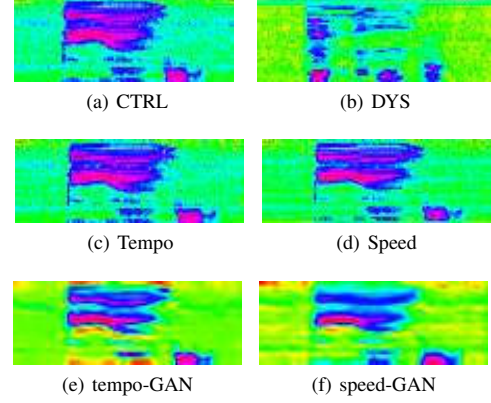 (a) CTRL
(b) DYS
(c) Tempo
(d) Speed
(e) tempo-GAN
(f) speed-GAN